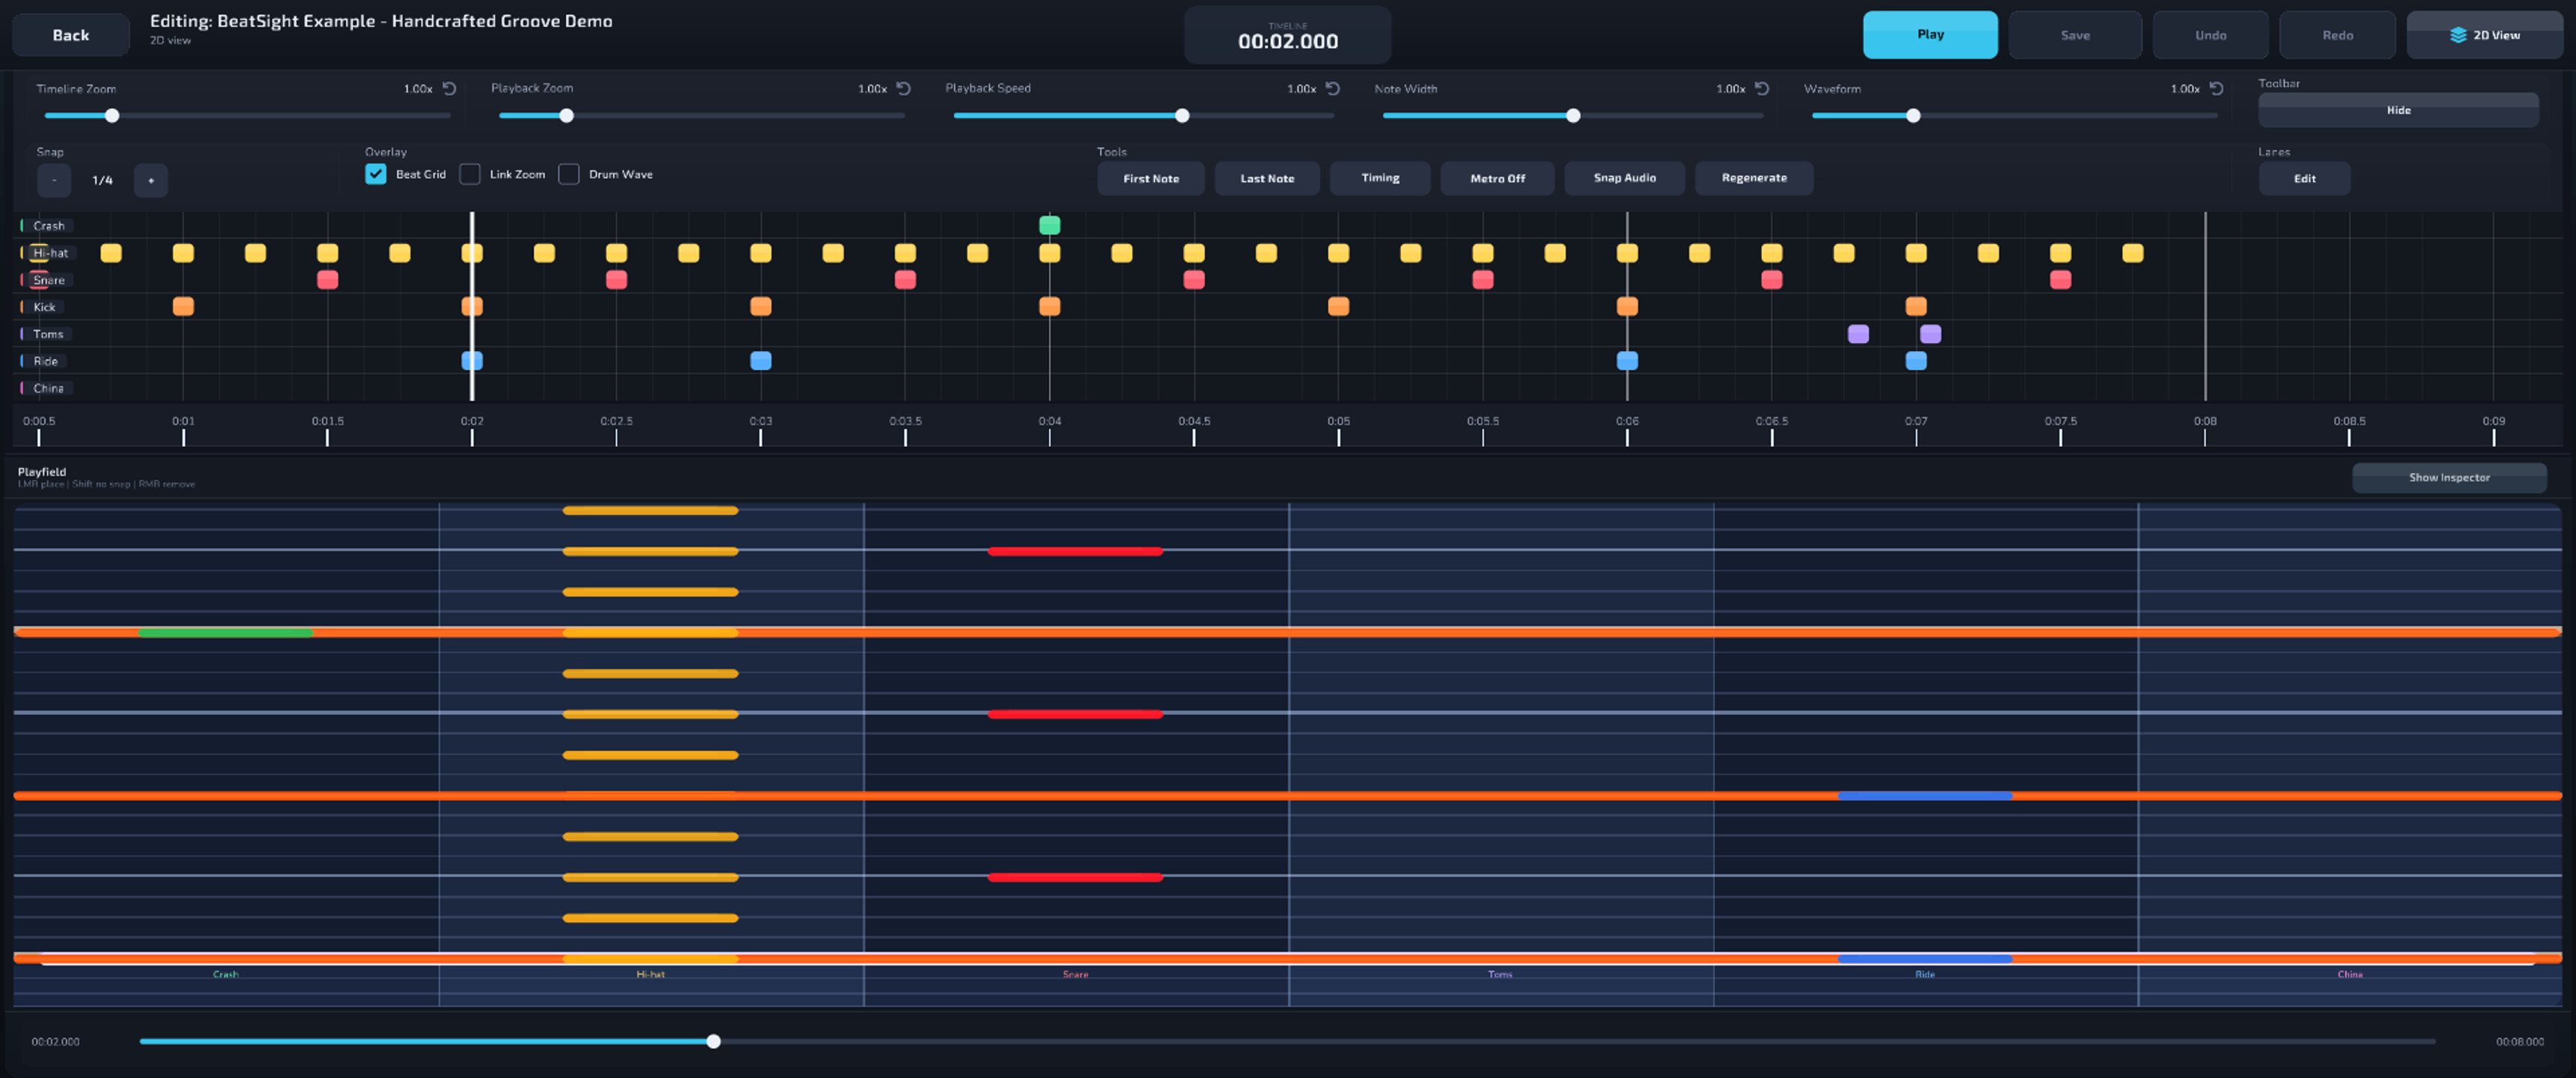 Back
Editing: BeatSight Example - Handcrafted Groove Demo
2D view
TIMELINE
00:02.000
Play
Save
Undo
Redo
2D View
Timeline Zoom 1.00x
Playback Zoom 1.00x
Playback Speed 1.00x
Note Width 1.00x
Waveform 1.00x
Toolbar
Hide
Snap
- 1/4 +
Overlay
Beat Grid
Link Zoom
Drum Wave
Tools
First Note
Last Note
Timing
Metro Off
Snap Audio
Regenerate
Lanes
Edit
Crash
Hi-hat
Snare
Kick
Toms
Ride
China
0:00.5 0:01 0:01.5 0:02 0:02.5 0:03 0:03.5 0:04 0:04.5 0:05 0:05.5 0:06 0:06.5 0:07 0:07.5 0:08 0:08.5 0:09
Playfield
LMB place | Shift no snap | RMB remove
Show Inspector
Crash Hi-hat Snare Toms Ride China
00:02.000 00:08.000